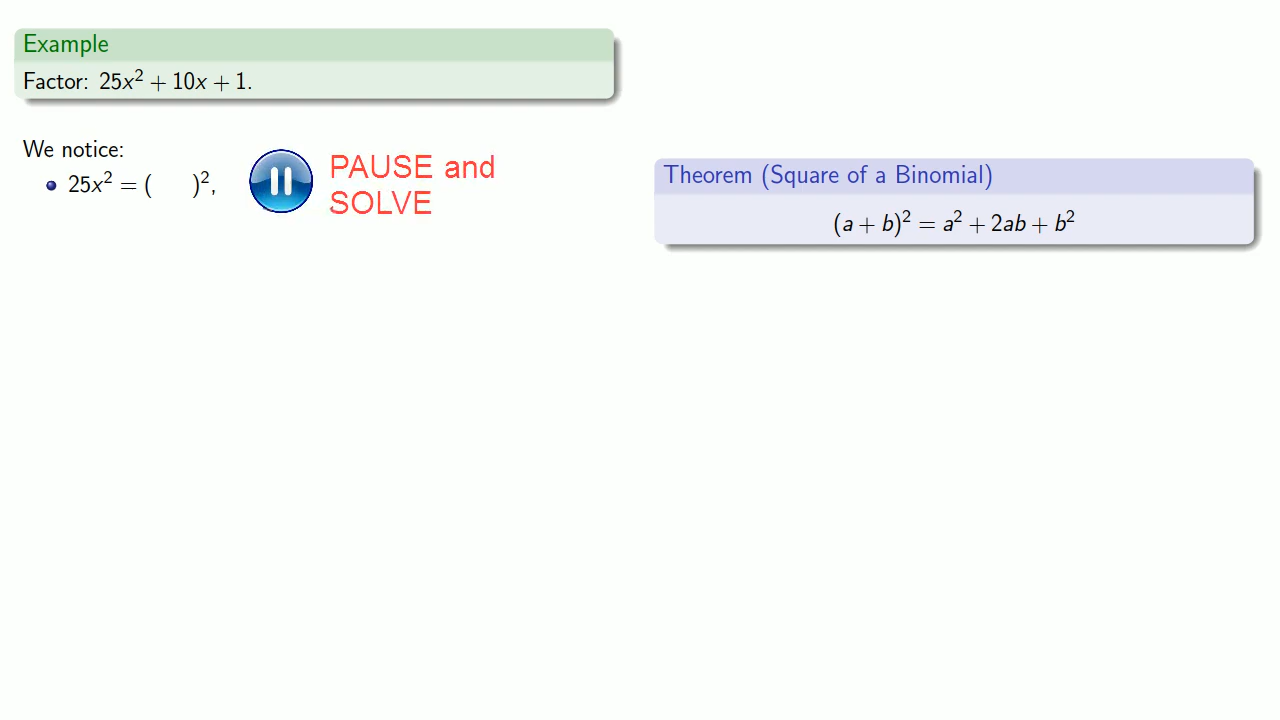 Example
Factor: 25x² + 10x + 1.
We notice:
25x² = (    )²,
PAUSE and
SOLVE
Theorem (Square of a Binomial)
(a + b)² = a² + 2ab + b²